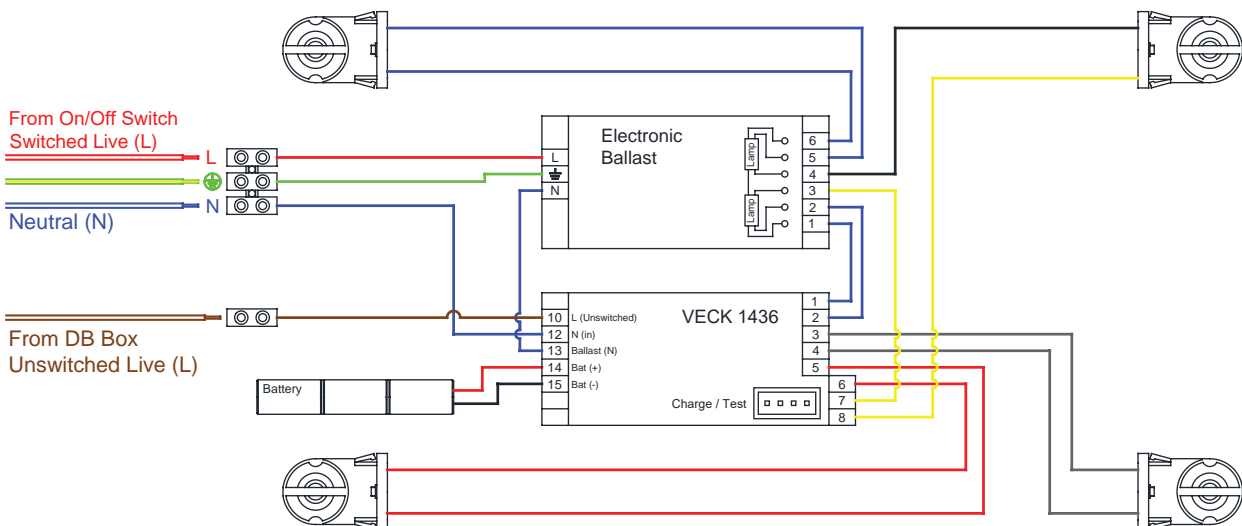 From On/Off Switch
Switched Live (L)
L
N
Neutral (N)
From DB Box
Unswitched Live (L)
Battery
Electronic
Ballast
L
N
Lamp
Lamp
6
5
4
3
2
1
VECK 1436
10 L (Unswitched)
12 N (in)
13 Ballast (N)
14 Bat (+)
15 Bat (-)
Charge / Test
1
2
3
4
5
6
7
8